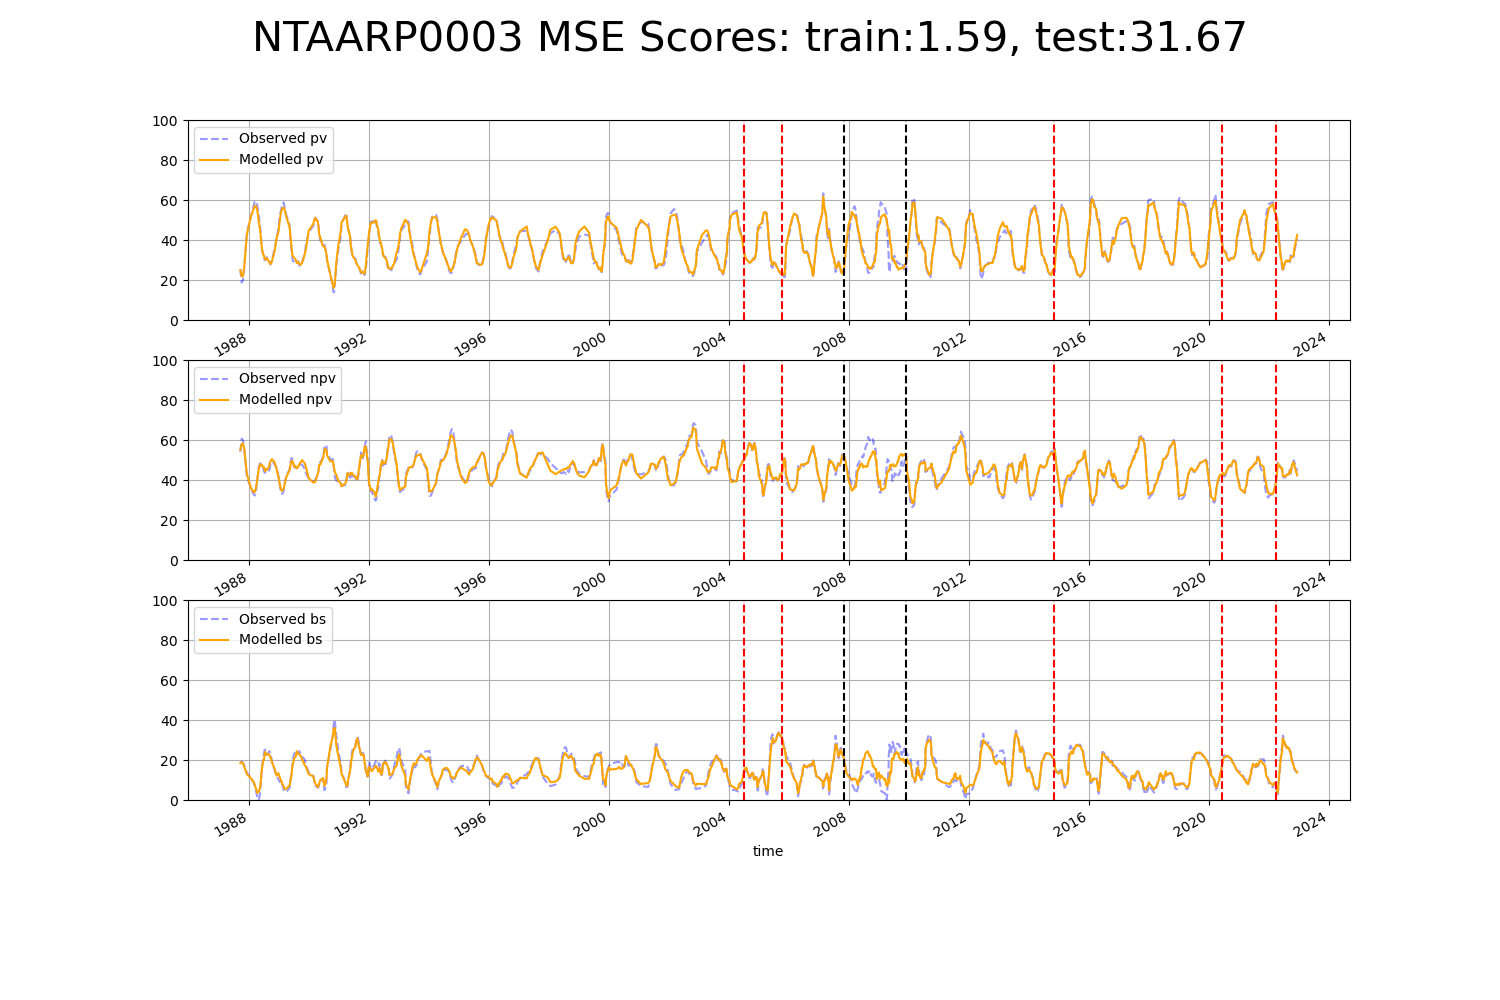 NTAARP0003 MSE Scores: train:1.59, test:31.67
100
80
60
40
20
0
Observed pv
Modelled pv
1988 1992 1996 2000 2004 2008 2012 2016 2020 2024
100
80
60
40
20
0
Observed npv
Modelled npv
1988 1992 1996 2000 2004 2008 2012 2016 2020 2024
100
80
60
40
20
0
Observed bs
Modelled bs
1988 1992 1996 2000 2004 2008 2012 2016 2020 2024
time